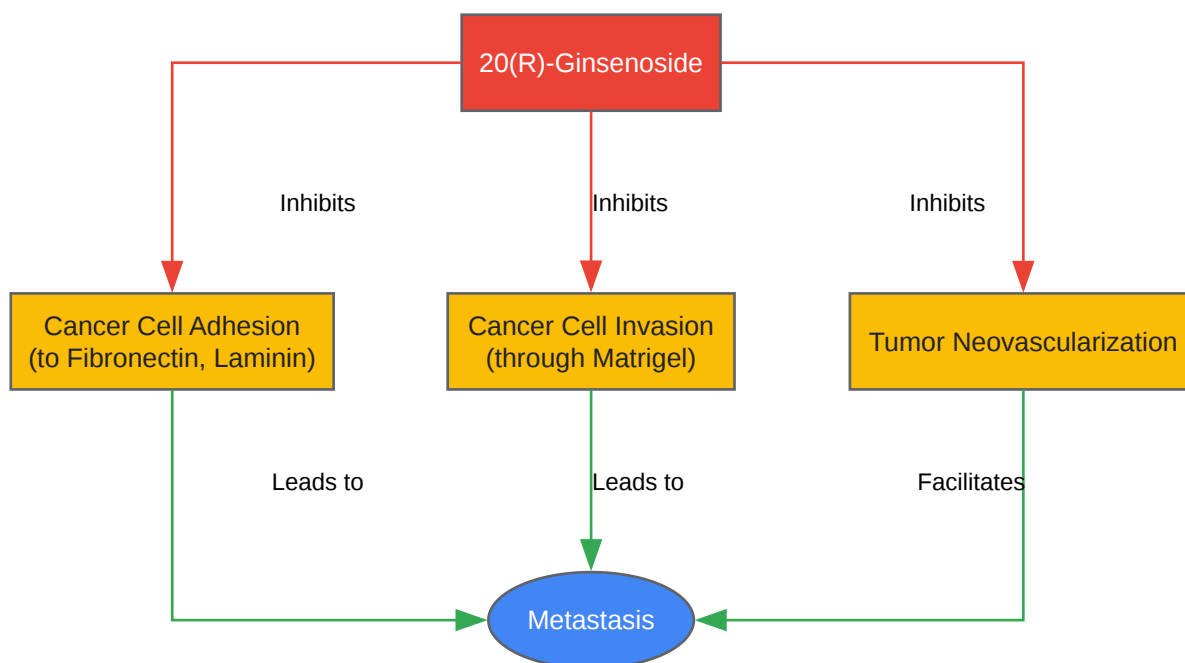 20(R)-Ginsenoside
Inhibits
Inhibits
Inhibits
Cancer Cell Adhesion
(to Fibronectin, Laminin)
Cancer Cell Invasion
(through Matrigel)
Tumor Neovascularization
Leads to
Leads to
Facilitates
Metastasis